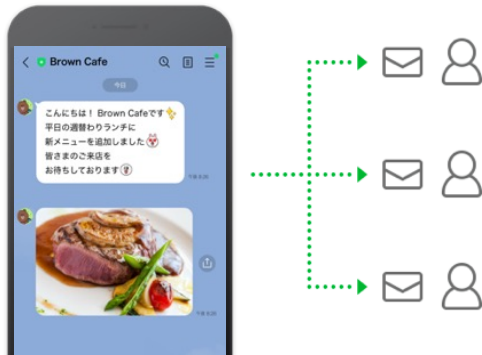 Brown Cafe
今日
こんにちは！ Brown Cafeです
平日の週替わりランチに
新メニューを追加しました
皆さまのご来店を
お待ちしております